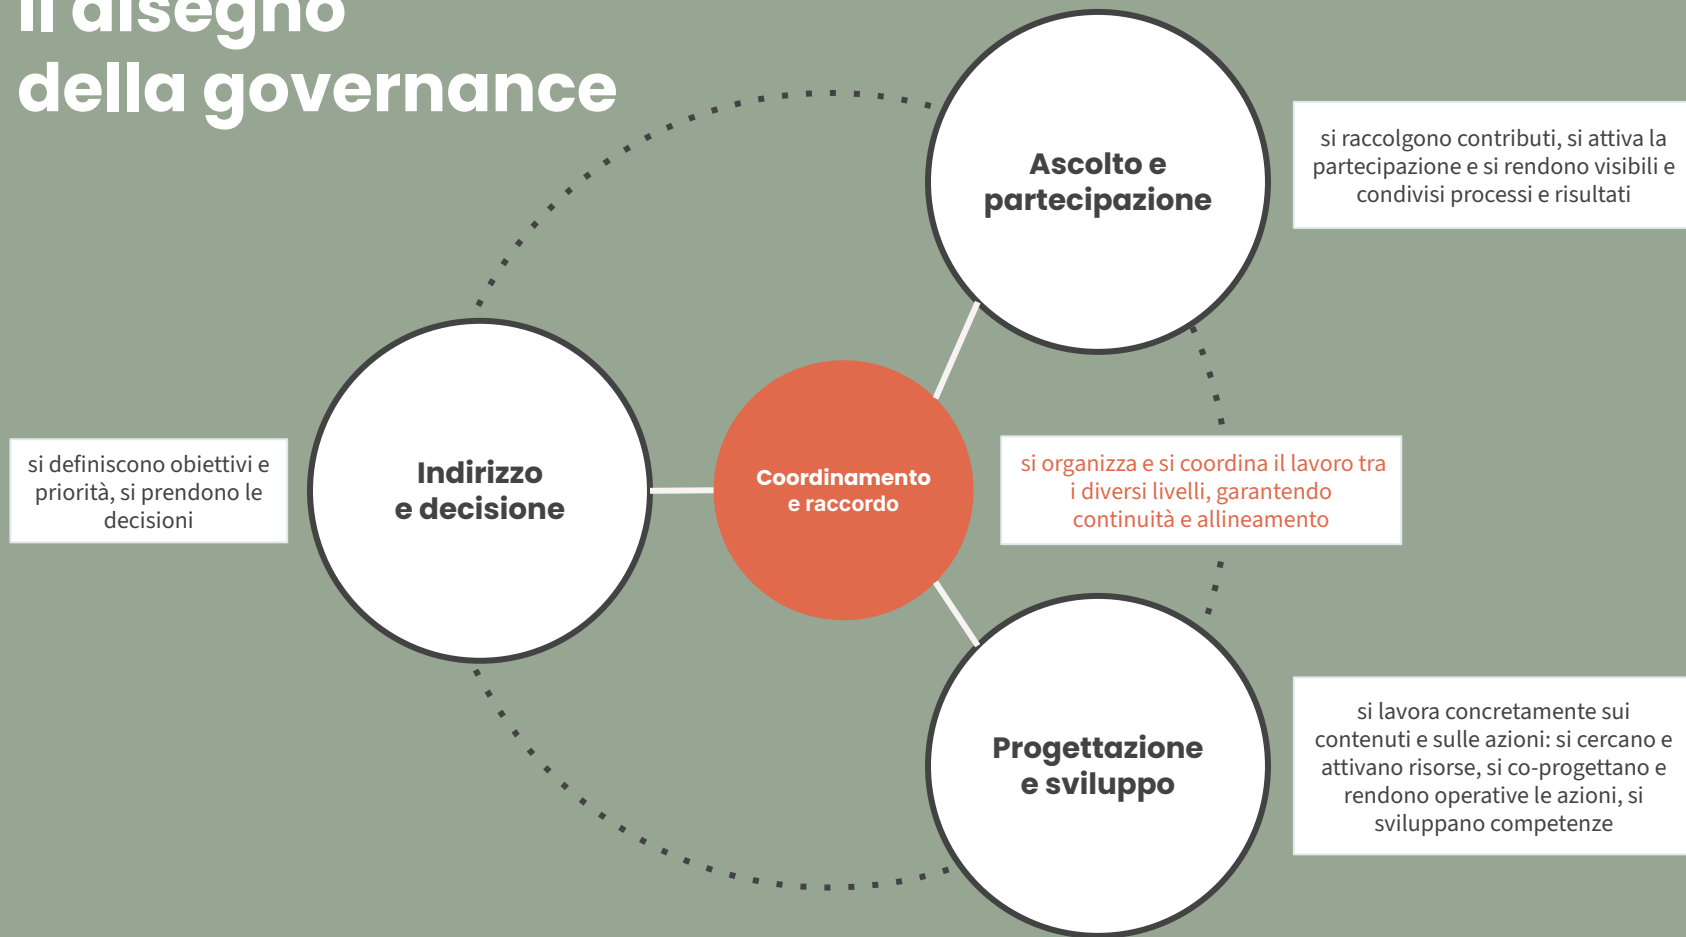 Il disegno
della governance
Ascolto e
partecipazione
si raccolgono contributi, si attiva la
partecipazione e si rendono visibili e
condivisi processi e risultati
Indirizzo
e decisione
si definiscono obiettivi e
priorità, si prendono le
decisioni
Coordinamento
e raccordo
si organizza e si coordina il lavoro tra
i diversi livelli, garantendo
continuità e allineamento
Progettazione
e sviluppo
si lavora concretamente sui
contenuti e sulle azioni: si cercano e
attivano risorse, si co-progettano e
rendono operative le azioni, si
sviluppano competenze